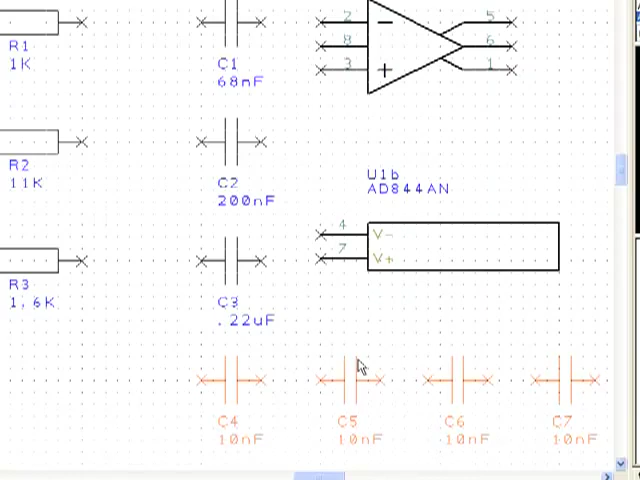 2 5
8 6
3 1
R1 C1
1K 68nF
R2 C2
11K 200nF
U1b
AD844AN
4 V-
7 V+
R3 C3
1.6K .22uF
C4 C5 C6 C7
10nF 10nF 10nF 10nF